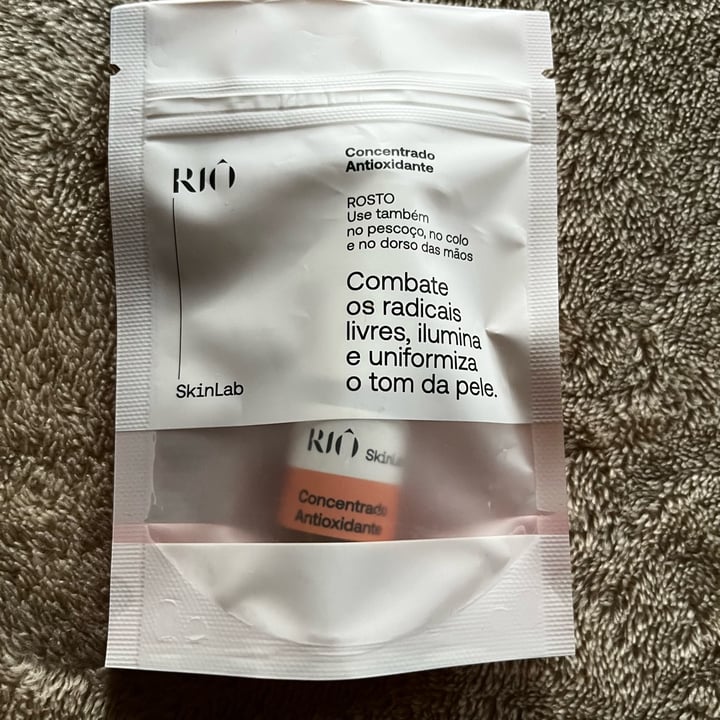 RIÔ
SkinLab
Concentrado
Antioxidante
ROSTO
Use também
no pescoço, no colo
e no dorso das mãos
Combate
os radicais
livres, ilumina
e uniformiza
o tom da pele.
RIÔ SkinLab
Concentrado
Antioxidante